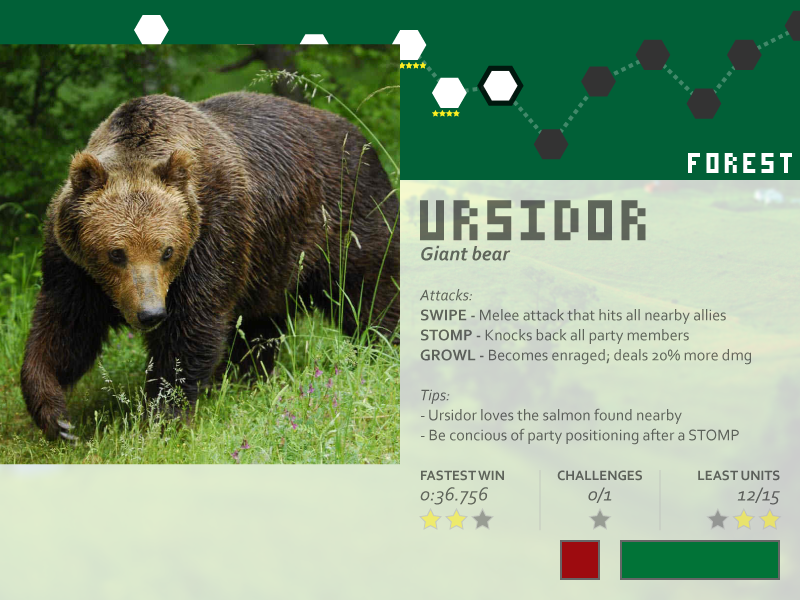 FOREST
URSIDOR
Giant bear
Attacks:
SWIPE - Melee attack that hits all nearby allies
STOMP - Knocks back all party members
GROWL - Becomes enraged; deals 20% more dmg
Tips:
- Ursidor loves the salmon found nearby
- Be concious of party positioning after a STOMP
FASTEST WIN
0:36.756
CHALLENGES
0/1
LEAST UNITS
12/15